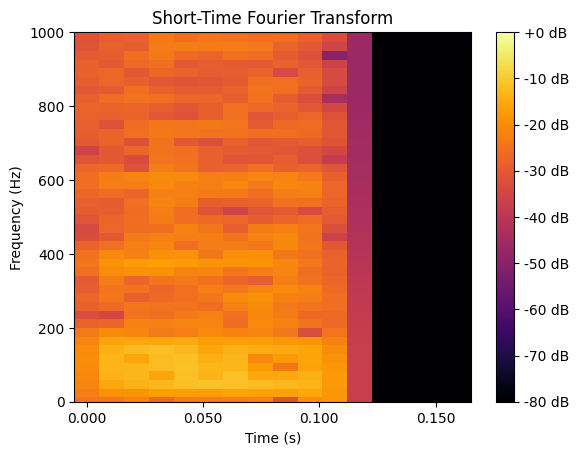 Short-Time Fourier Transform
1000
800
600
400
200
0
Frequency (Hz)
0.000
0.050
0.100
0.150
Time (s)
+0 dB
-10 dB
-20 dB
-30 dB
-40 dB
-50 dB
-60 dB
-70 dB
-80 dB